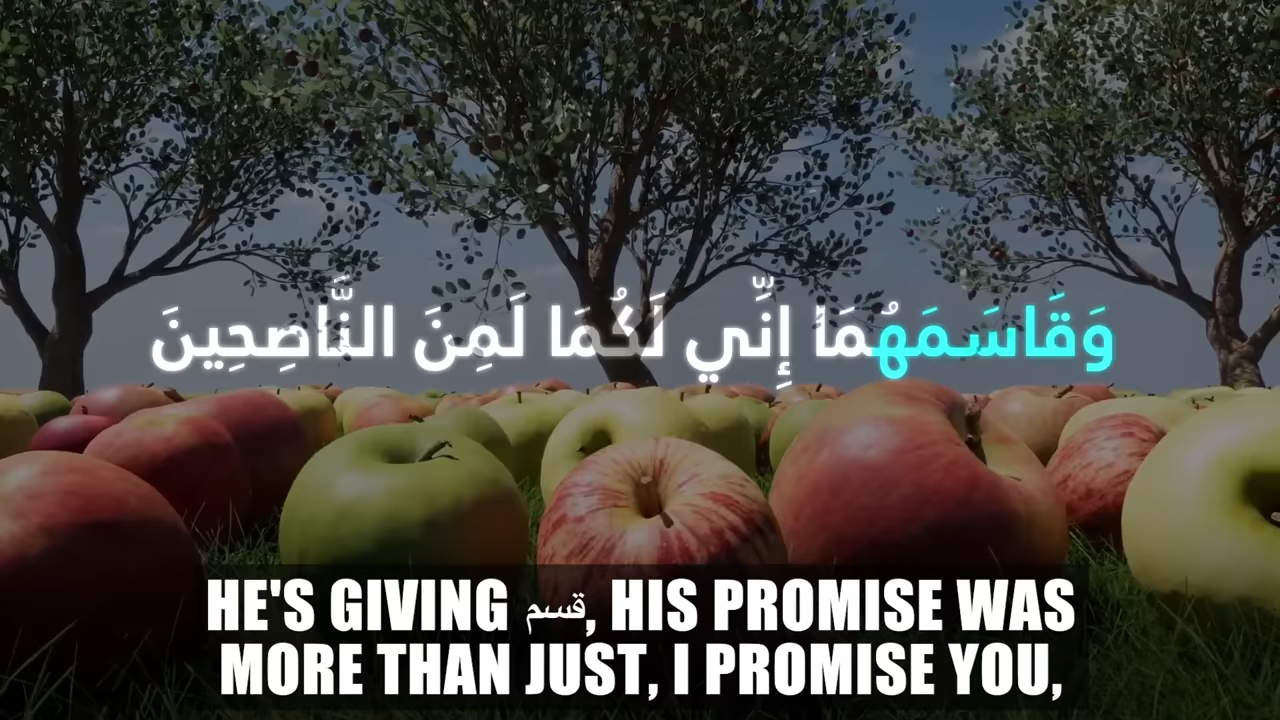 وَقَاسَمَهُمَا إِنِّي لَكُمَا لَمِنَ النَّاصِحِينَ
HE'S GIVING قسم, HIS PROMISE WAS
MORE THAN JUST, I PROMISE YOU,